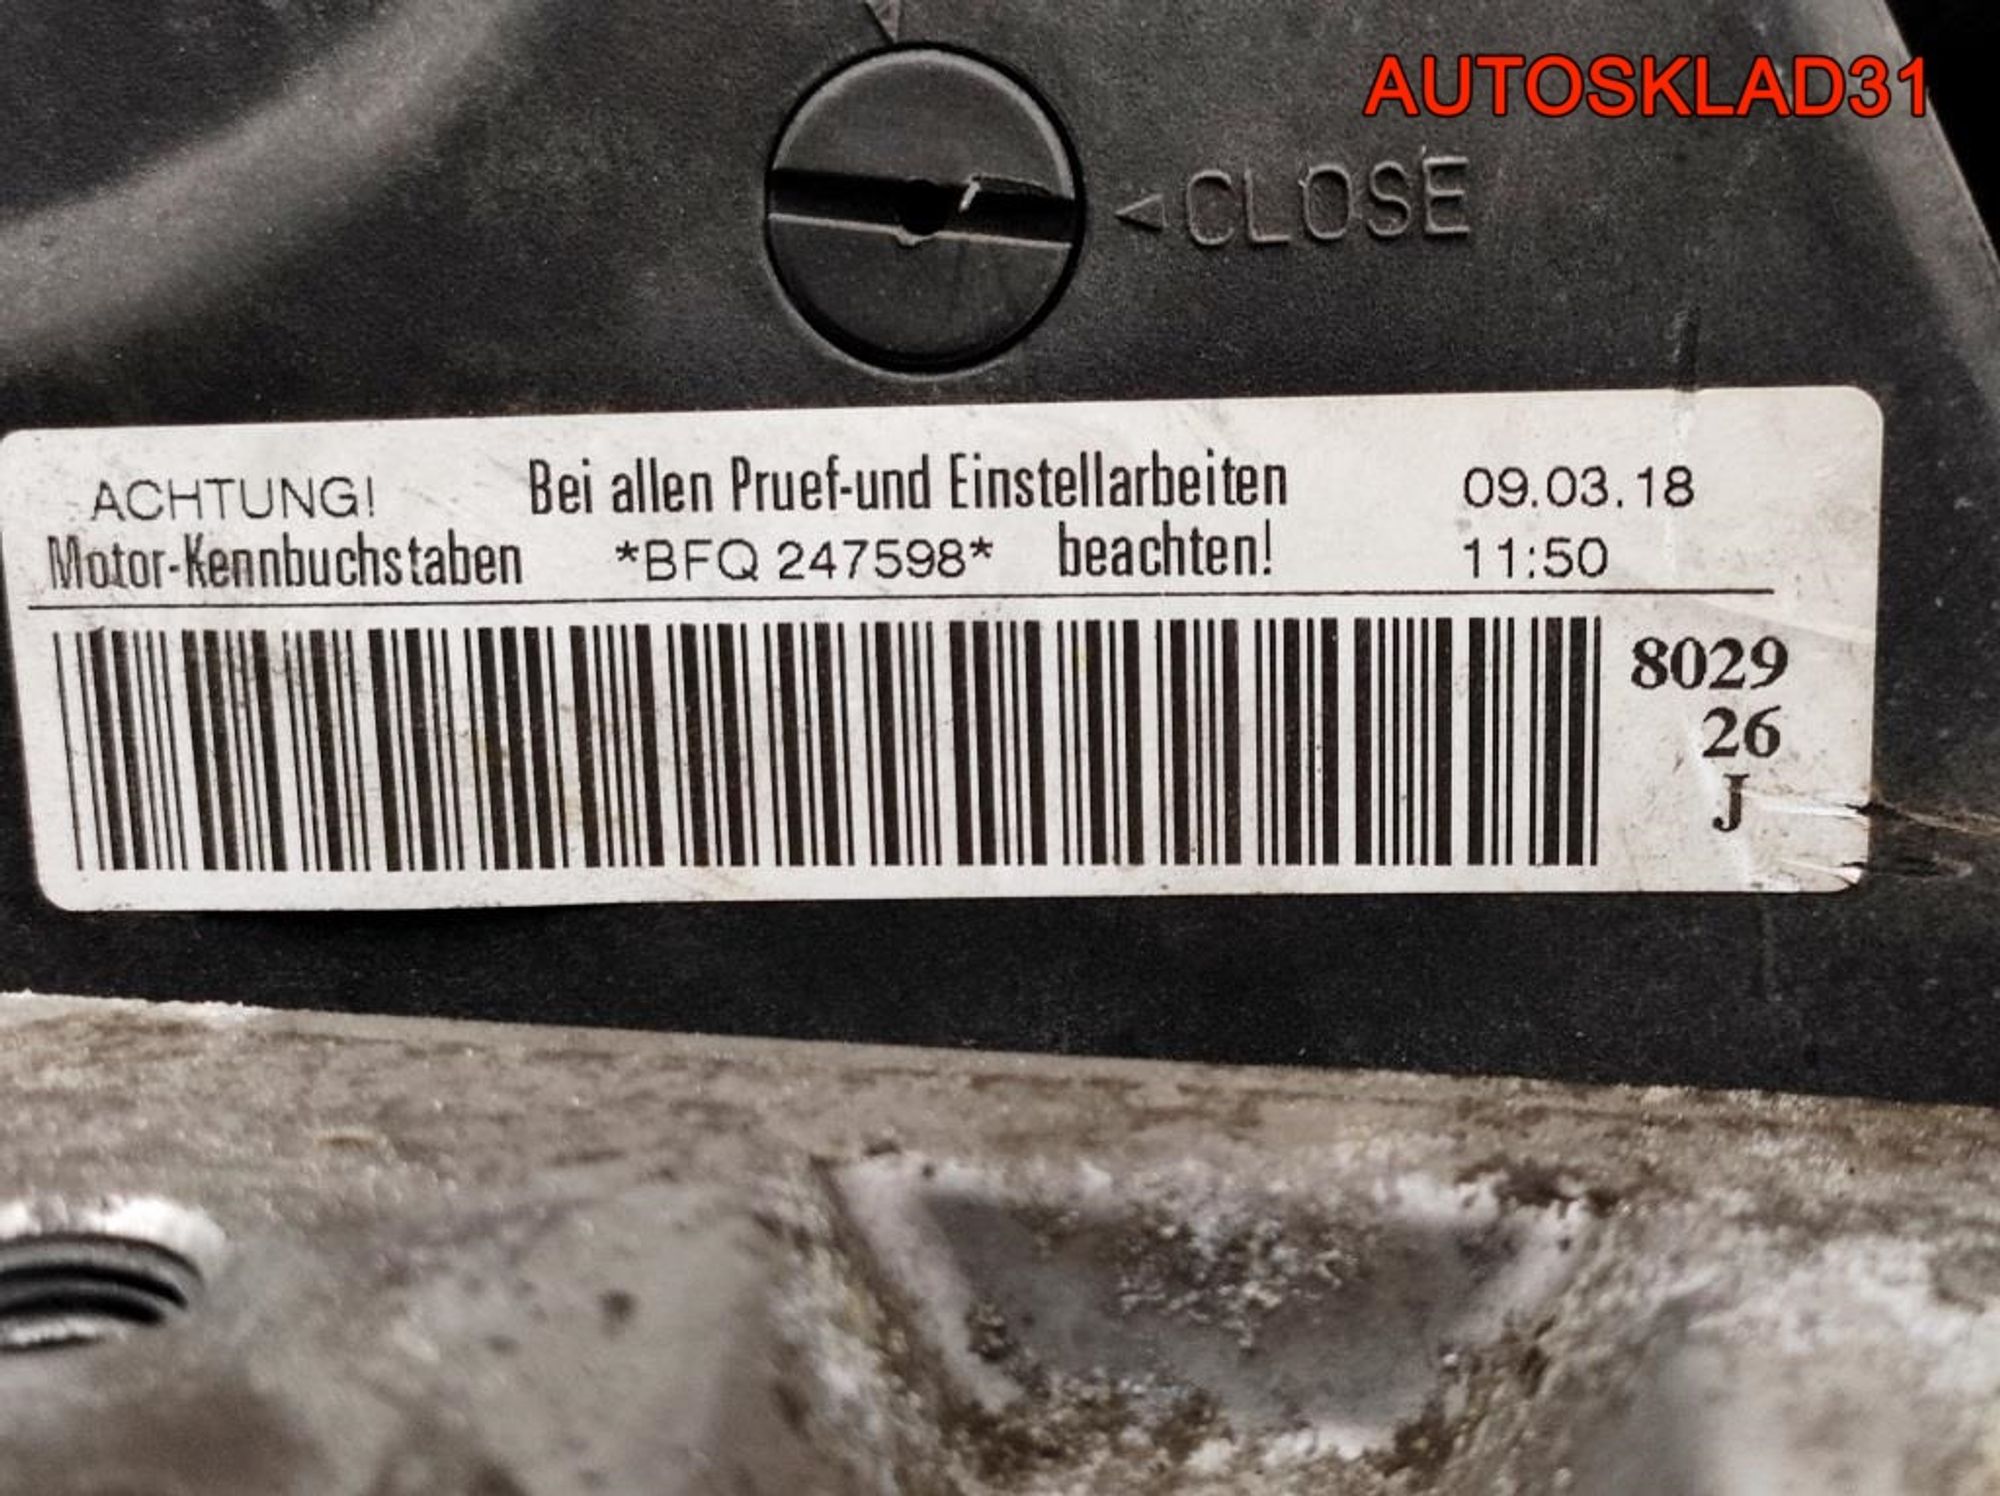 AUTOSKLAD31
◁CLOSE
ACHTUNG! Bei allen Pruef-und Einstellarbeiten 09.03.18
Motor-Kennbuchstaben *BFQ 247598* beachten! 11:50
8029
26
J